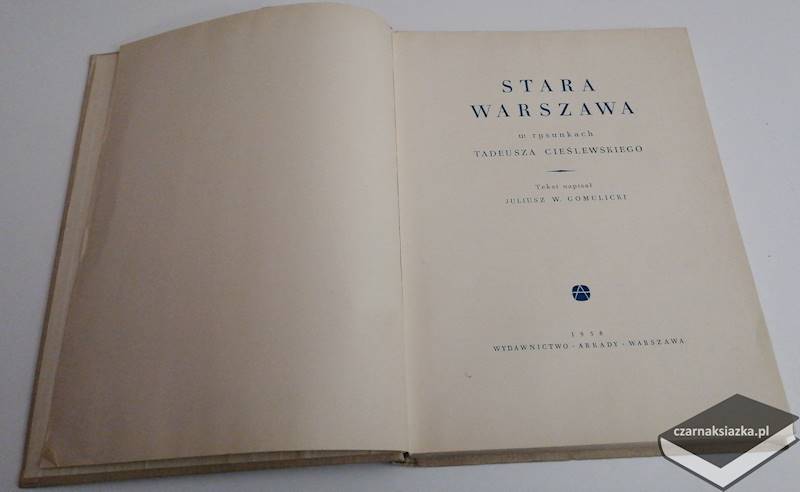 STARA
WARSZAWA
w rysunkach
TADEUSZA CIEŚLEWSKIEGO
Tekst napisał
JULIUSZ W. GOMULICKI
1958
WYDAWNICTWO · ARKADY · WARSZAWA
czarnaksiazka.pl